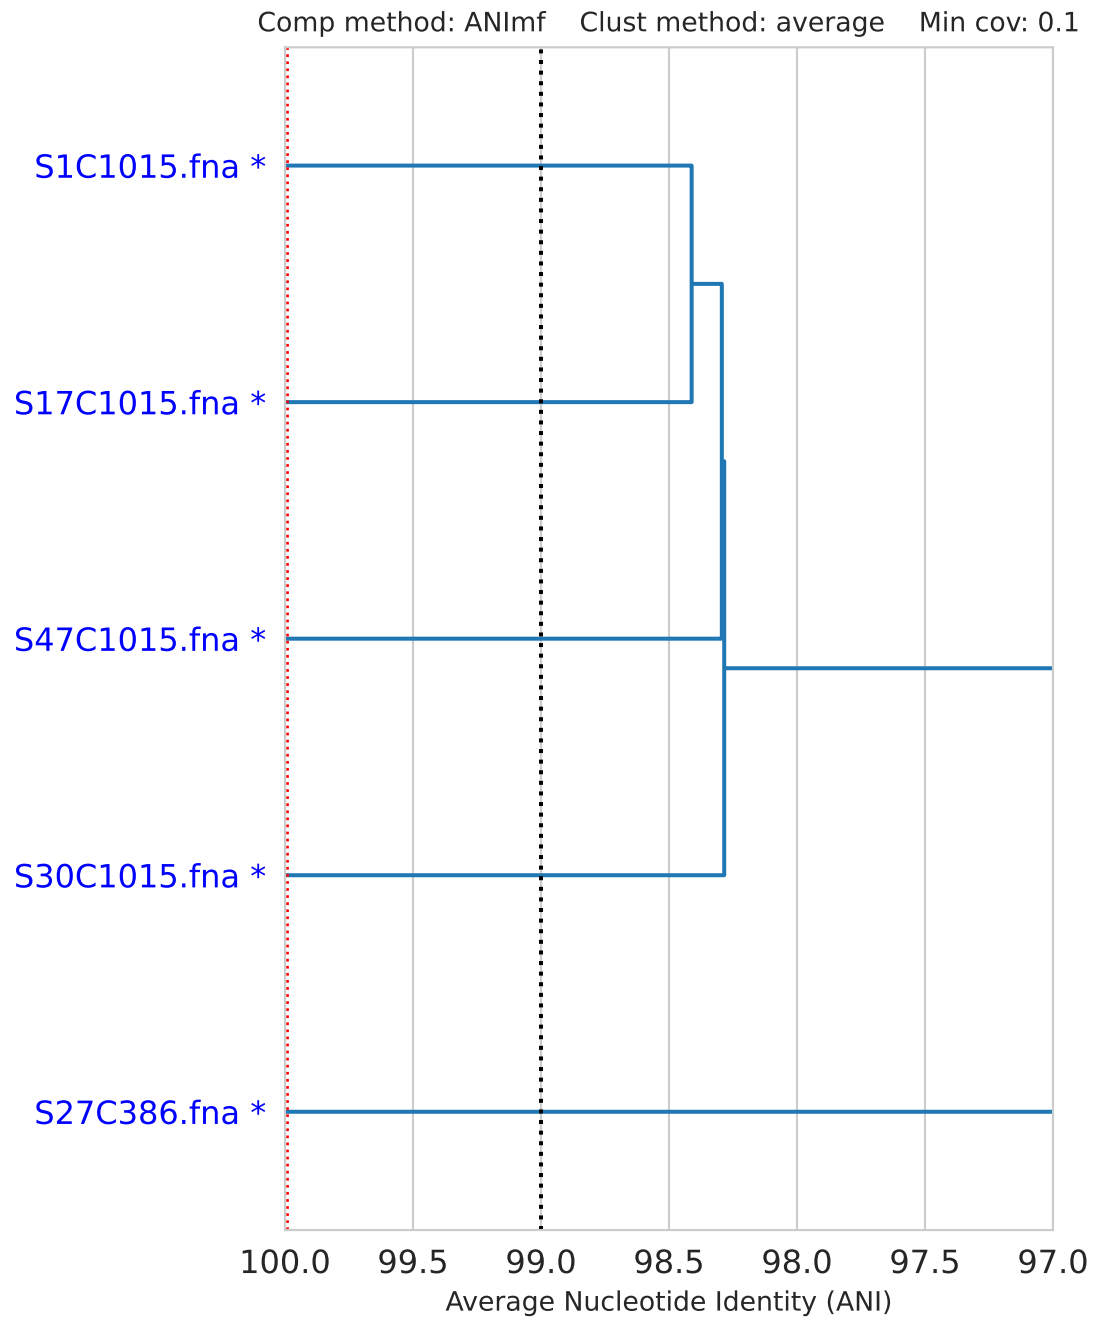 Comp method: ANImf    Clust method: average    Min cov: 0.1
S1C1015.fna *
S17C1015.fna *
S47C1015.fna *
S30C1015.fna *
S27C386.fna *
100.0 99.5 99.0 98.5 98.0 97.5 97.0
Average Nucleotide Identity (ANI)